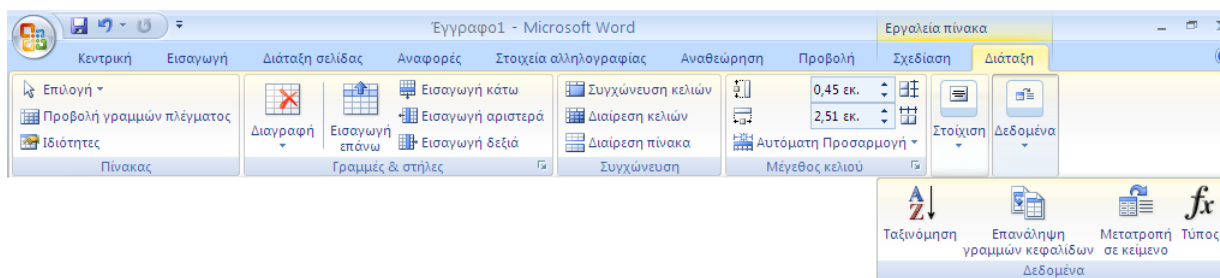 Έγγραφο1 - Microsoft Word
Εργαλεία πίνακα
Κεντρική Εισαγωγή Διάταξη σελίδας Αναφορές Στοιχεία αλληλογραφίας Αναθεώρηση Προβολή Σχεδίαση Διάταξη
Επιλογή
Προβολή γραμμών πλέγματος
Ιδιότητες
Πίνακας
Διαγραφή
Εισαγωγή
επάνω
Εισαγωγή κάτω
Εισαγωγή αριστερά
Εισαγωγή δεξιά
Γραμμές & στήλες
Συγχώνευση κελιών
Διαίρεση κελιών
Διαίρεση πίνακα
Συγχώνευση
0,45 εκ.
2,51 εκ.
Αυτόματη Προσαρμογή
Μέγεθος κελιού
Στοίχιση
Δεδομένα
A
Z
Ταξινόμηση
Επανάληψη
γραμμών κεφαλίδων
Μετατροπή
σε κείμενο
fx
Τύπος
Δεδομένα